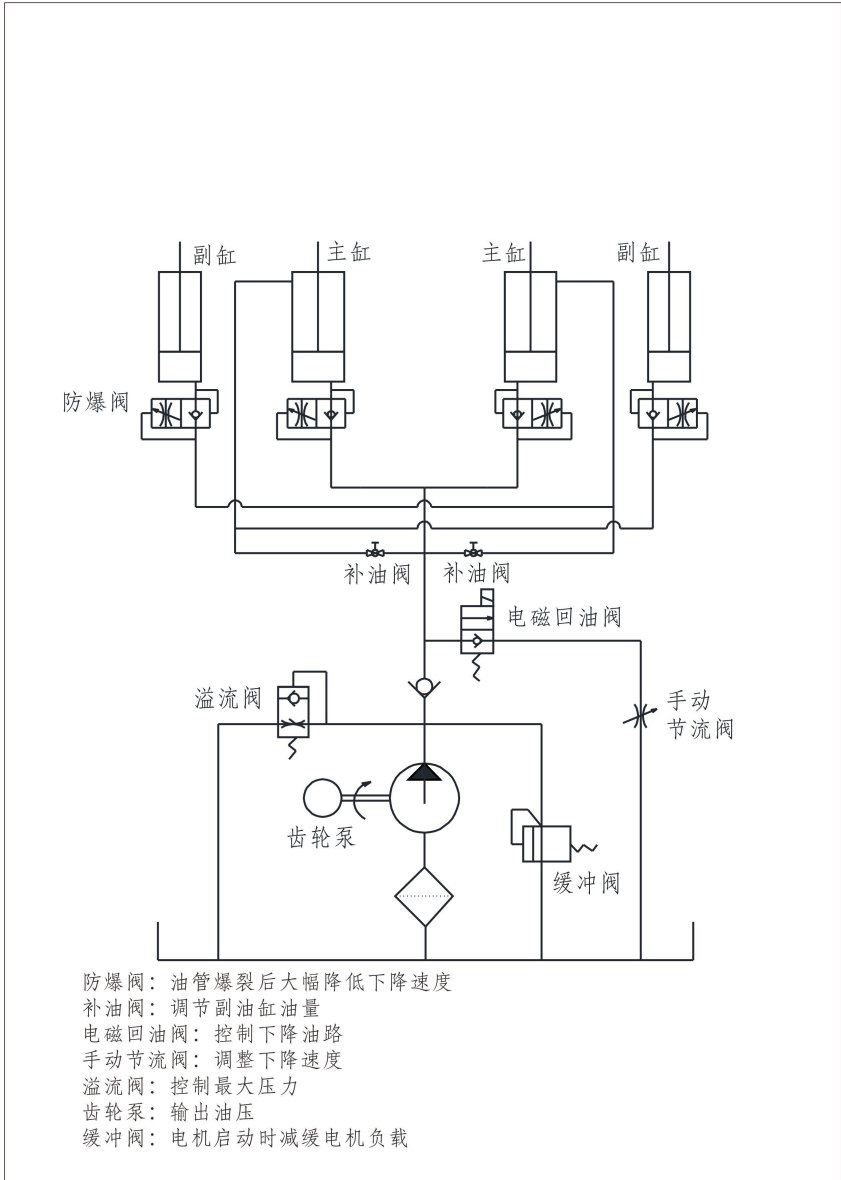 副缸
主缸
主缸
副缸
防爆阀
补油阀
补油阀
电磁回油阀
溢流阀
手动
节流阀
齿轮泵
缓冲阀
防爆阀：油管爆裂后大幅降低下降速度
补油阀：调节副油缸油量
电磁回油阀：控制下降油路
手动节流阀：调整下降速度
溢流阀：控制最大压力
齿轮泵：输出油压
缓冲阀：电机启动时减缓电机负载